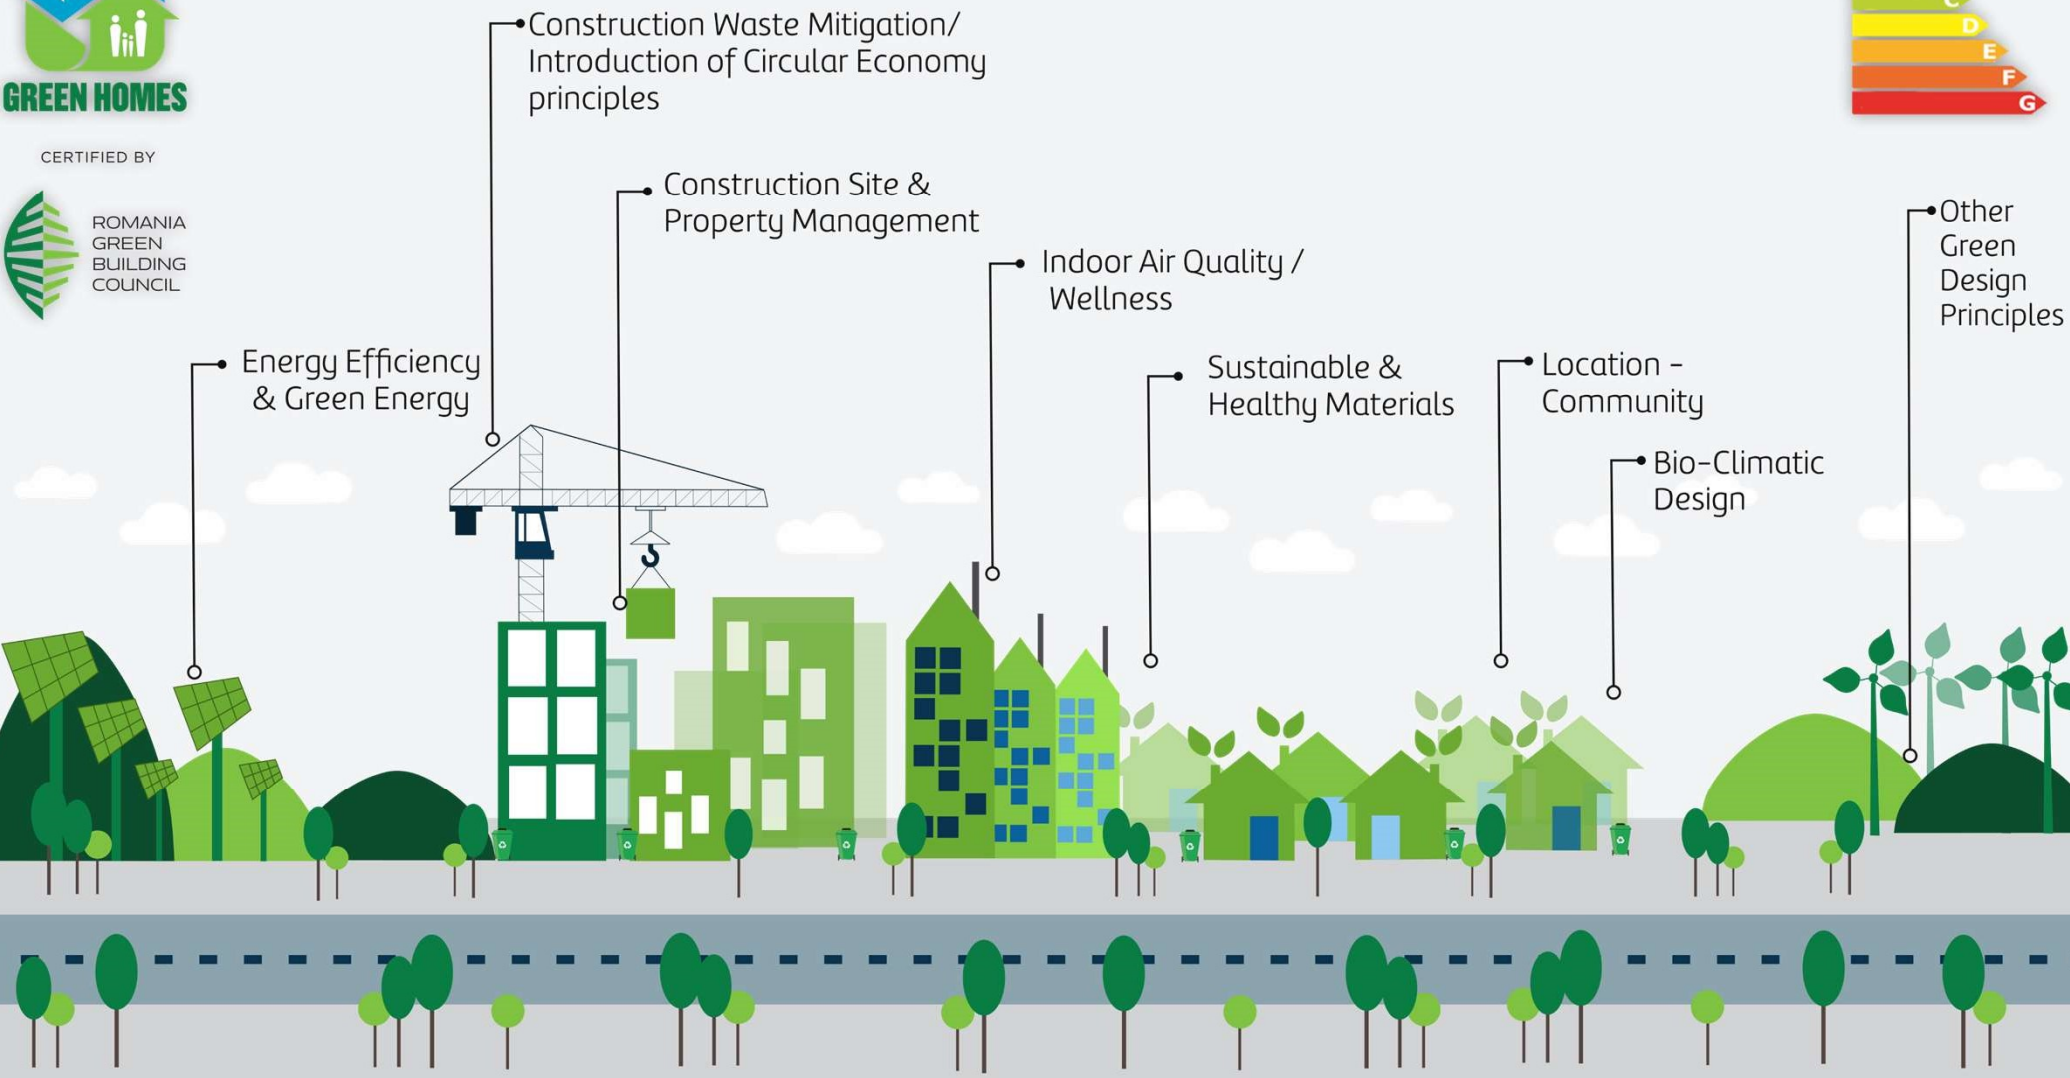 GREEN HOMES
CERTIFIED BY
ROMANIA
GREEN
BUILDING
COUNCIL
Construction Waste Mitigation/
Introduction of Circular Economy
principles
Construction Site &
Property Management
Indoor Air Quality /
Wellness
Energy Efficiency
& Green Energy
Sustainable &
Healthy Materials
Location -
Community
Bio-Climatic
Design
Other
Green
Design
Principles
C
D
E
F
G